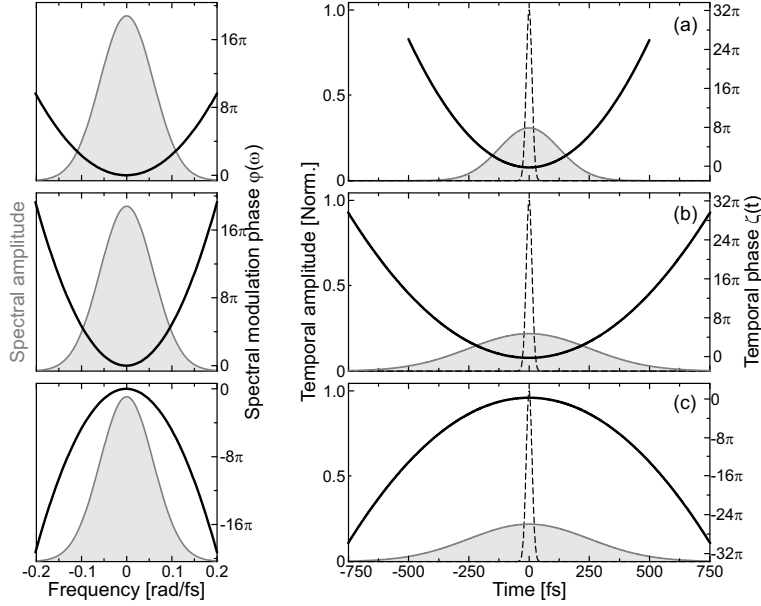 Spectral amplitude
16π
8π
0
16π
8π
0
0
-8π
-16π
-0.2
-0.1
0
0.1
0.2
Frequency [rad/fs]
Spectral modulation phase φ(ω)
Temporal amplitude [Norm.]
(a)
1.0
0.5
0
32π
24π
16π
8π
0
(b)
1.0
0.5
0
32π
24π
16π
8π
0
(c)
1.0
0.5
0
0
-8π
-16π
-24π
-32π
-750
-500
-250
0
250
500
750
Time [fs]
Temporal phase ζ(t)